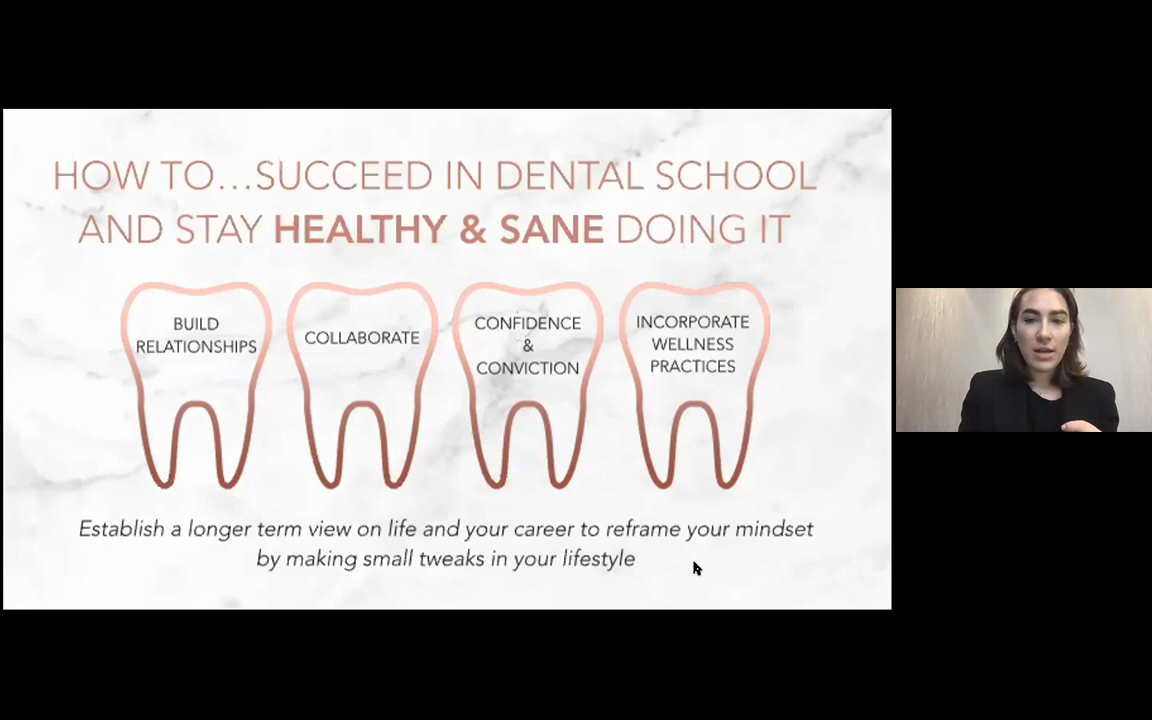 HOW TO...SUCCEED IN DENTAL SCHOOL
AND STAY HEALTHY & SANE DOING IT
BUILD
RELATIONSHIPS
COLLABORATE
CONFIDENCE
&
CONVICTION
INCORPORATE
WELLNESS
PRACTICES
Establish a longer term view on life and your career to reframe your mindset
by making small tweaks in your lifestyle